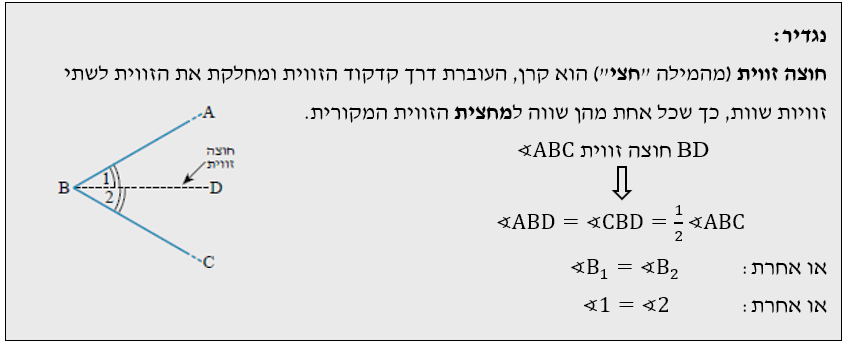 נגדיר:
חוצה זווית (מהמילה "חצי") הוא קרן, העוברת דרך קדקוד הזווית ומחלקת את הזווית לשתי
זוויות שוות, כך שכל אחת מהן שווה למחצית הזווית המקורית.
BD חוצה זווית ∢ABC
⇓
∢ABD = ∢CBD = 1/2 ∢ABC
או אחרת: ∢B₁ = ∢B₂
או אחרת: ∢1 = ∢2
A
חוצה
זווית
1
B
D
2
C